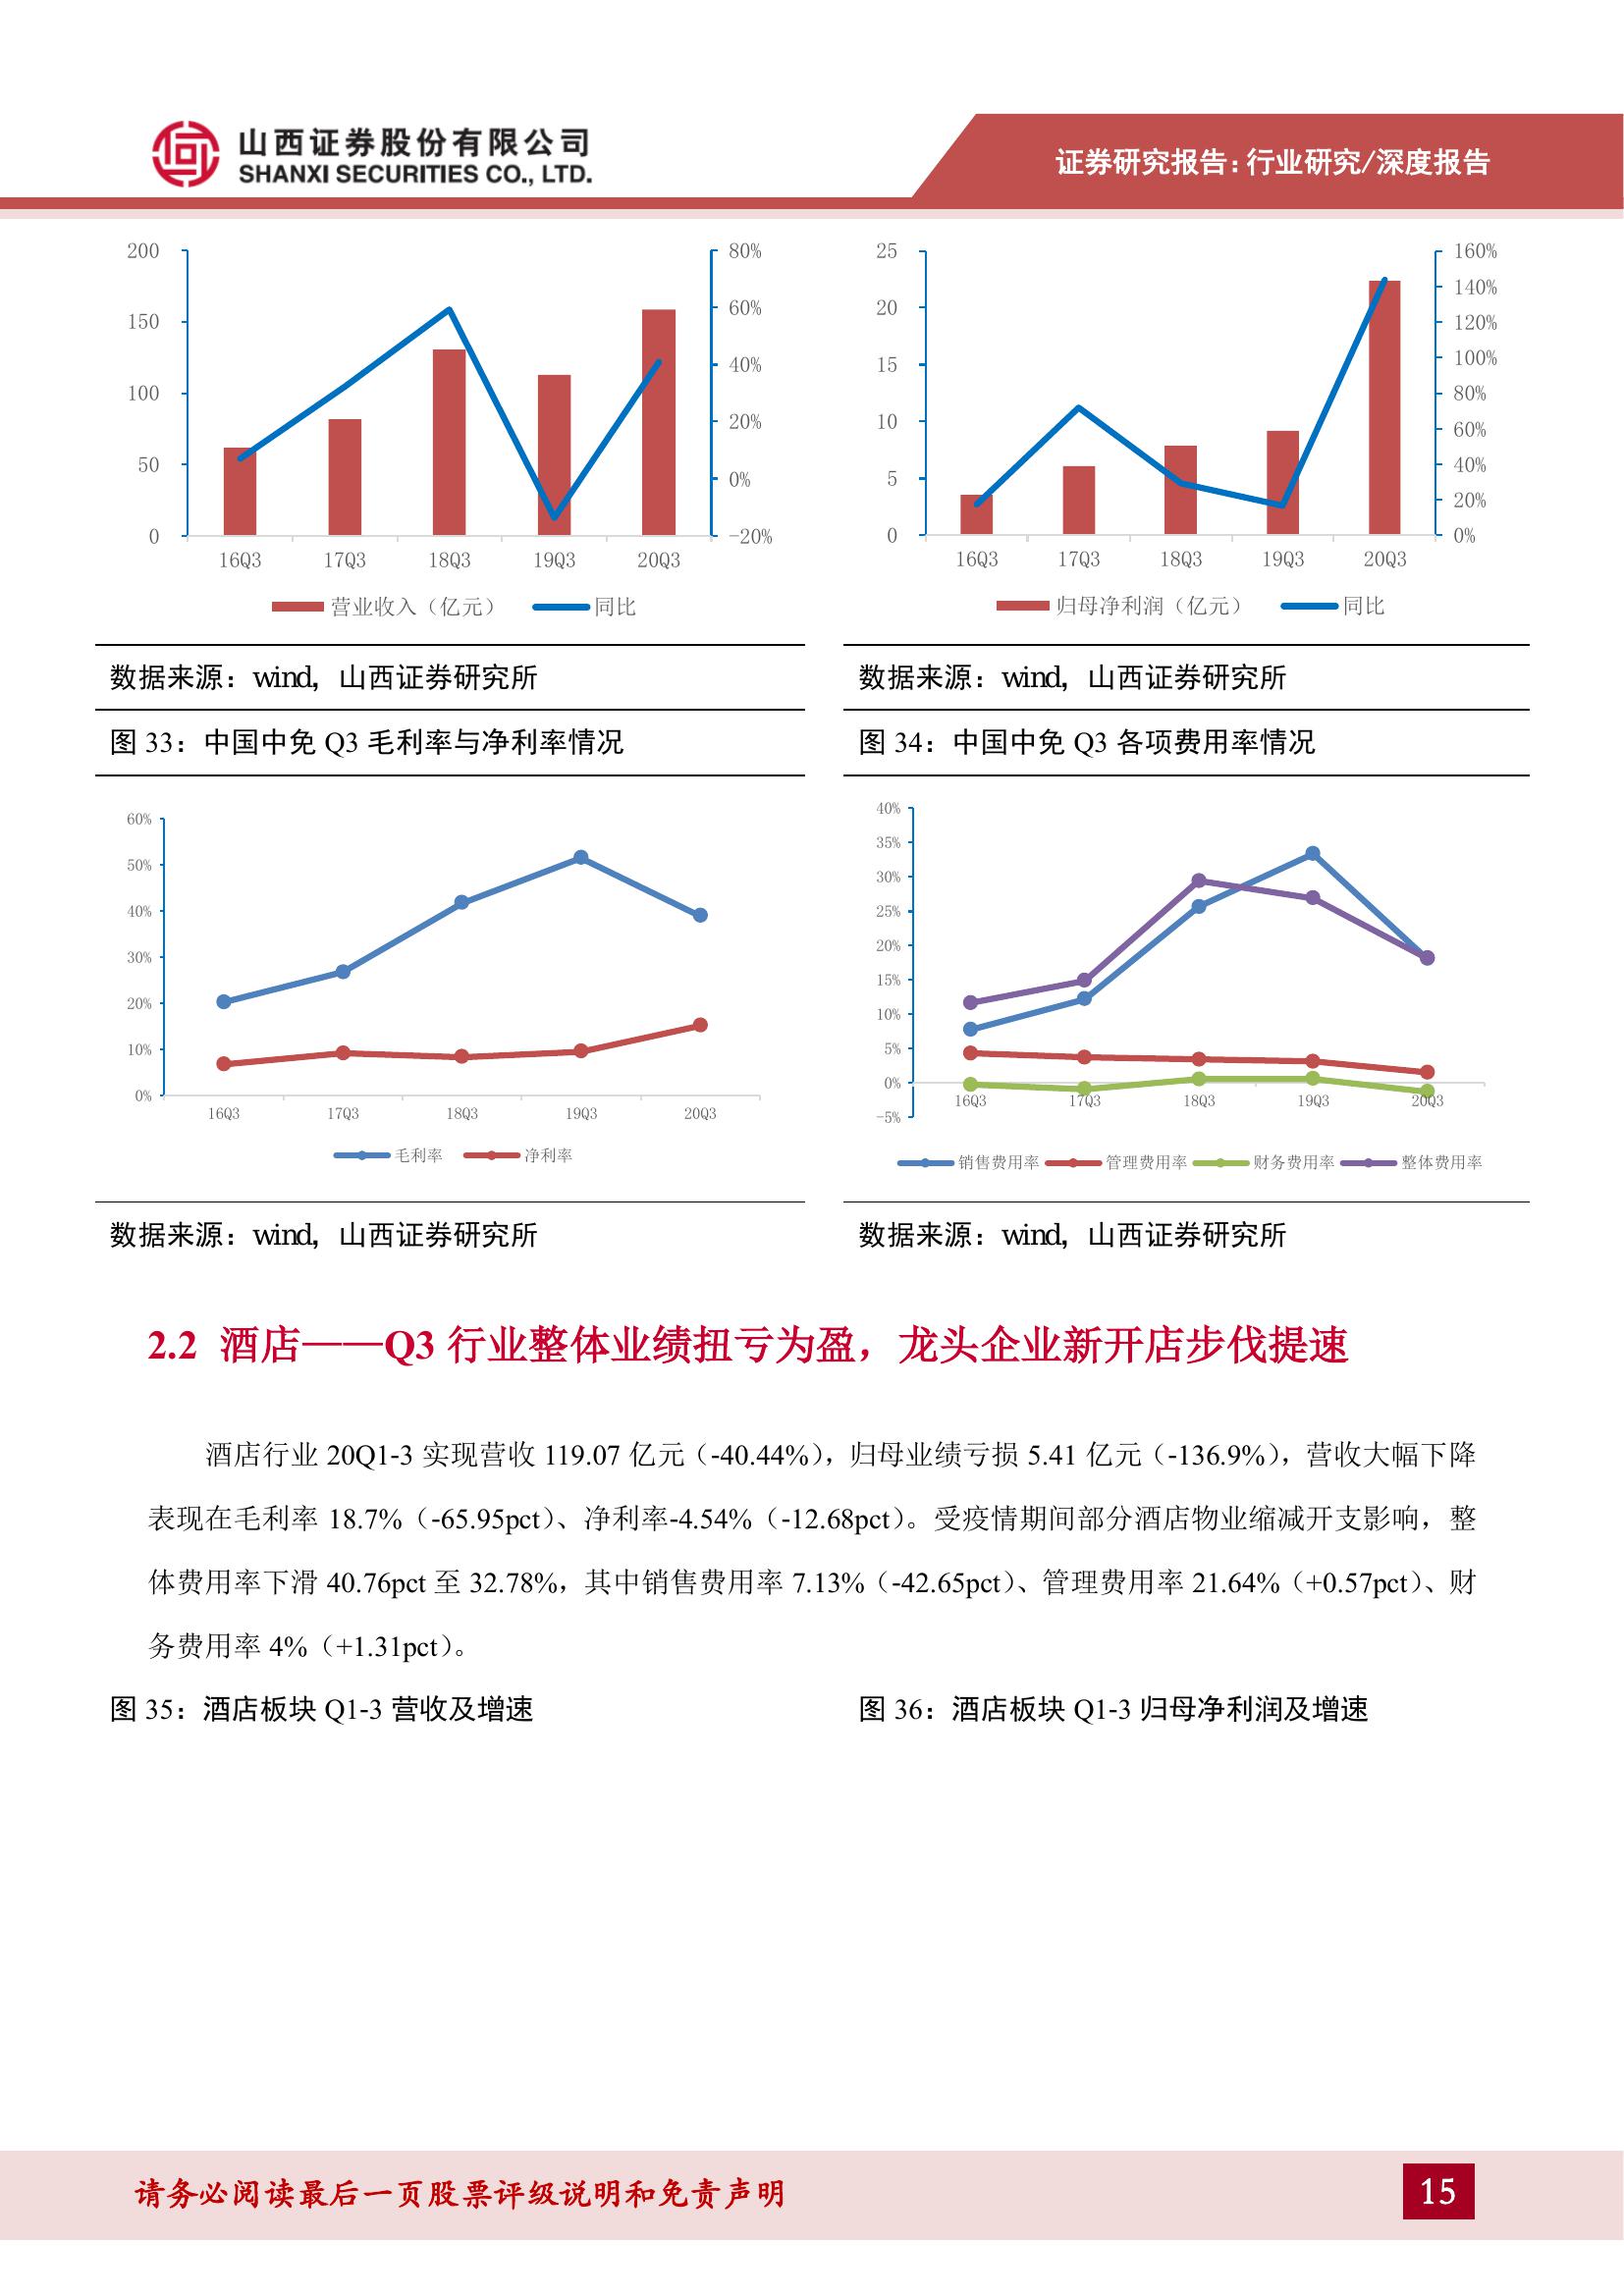 山西证券股份有限公司
SHANXI SECURITIES CO., LTD.
证券研究报告:行业研究/深度报告
200
150
100
50
0
80%
60%
40%
20%
0%
-20%
16Q3 17Q3 18Q3 19Q3 20Q3
营业收入（亿元） 同比
25
20
15
10
5
0
160%
140%
120%
100%
80%
60%
40%
20%
0%
16Q3 17Q3 18Q3 19Q3 20Q3
归母净利润（亿元） 同比
数据来源：wind，山西证券研究所
数据来源：wind，山西证券研究所
图 33：中国中免 Q3 毛利率与净利率情况
图 34：中国中免 Q3 各项费用率情况
60%
50%
40%
30%
20%
10%
0%
16Q3 17Q3 18Q3 19Q3 20Q3
毛利率 净利率
40%
35%
30%
25%
20%
15%
10%
5%
0%
-5%
16Q3 17Q3 18Q3 19Q3 20Q3
销售费用率 管理费用率 财务费用率 整体费用率
数据来源：wind，山西证券研究所
数据来源：wind，山西证券研究所
2.2 酒店——Q3 行业整体业绩扭亏为盈，龙头企业新开店步伐提速
酒店行业 20Q1-3 实现营收 119.07 亿元（-40.44%），归母业绩亏损 5.41 亿元（-136.9%），营收大幅下降
表现在毛利率 18.7%（-65.95pct）、净利率-4.54%（-12.68pct）。受疫情期间部分酒店物业缩减开支影响，整
体费用率下滑 40.76pct 至 32.78%，其中销售费用率 7.13%（-42.65pct）、管理费用率 21.64%（+0.57pct）、财
务费用率 4%（+1.31pct）。
图 35：酒店板块 Q1-3 营收及增速
图 36：酒店板块 Q1-3 归母净利润及增速
请务必阅读最后一页股票评级说明和免责声明
15